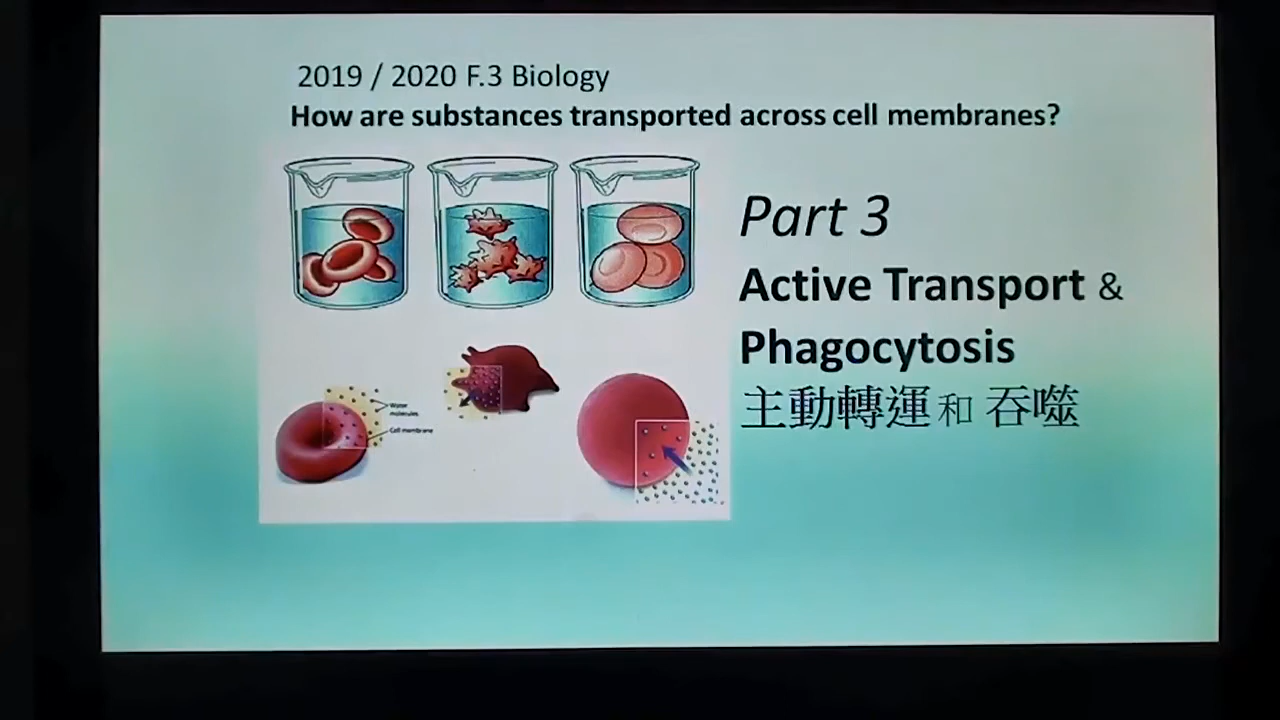 2019 / 2020 F.3 Biology
How are substances transported across cell membranes?
Part 3
Active Transport &
Phagocytosis
主動轉運 和 吞噬
Water
molecules
Cell membrane